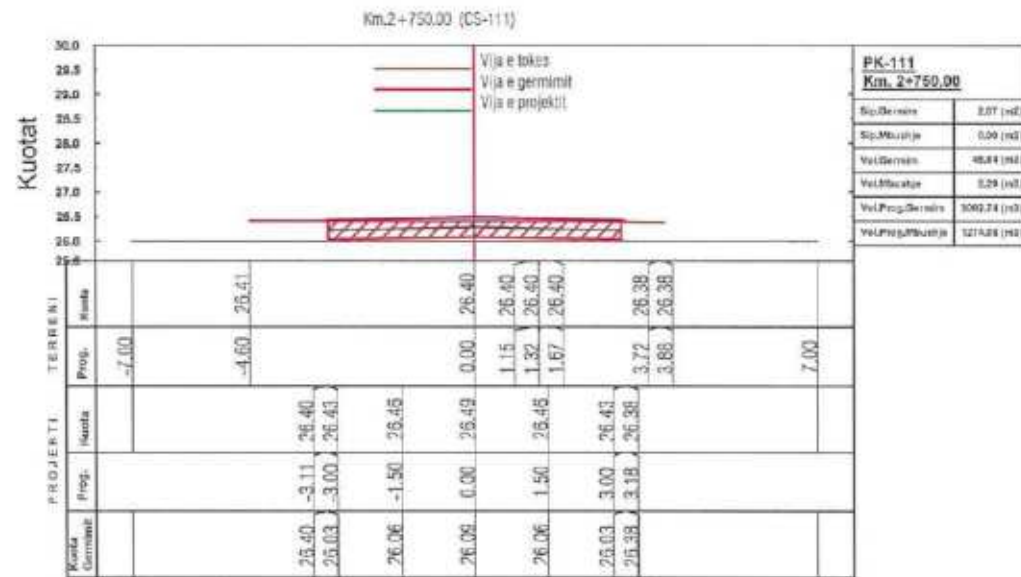 Km.2+750.00 (CS-111)
Kuotat
30.0
29.5
29.0
28.5
28.0
27.5
27.0
26.5
26.0
25.5
Vija e tokes
Vija e germimit
Vija e projektit
PK-111
Km. 2+750,00
Sip.Germim 2.07 (m2)
Sip.Mbushje 0,00 (m2)
Vol.Germim
Vol.Mbushje
Vol.Prog.Germim
Vol.Prog.Mbushje
TERRENI
Kuota
26.41 26.40 26.40 26.40 26.40 26.38 26.38
Prog.
-7.00 -4.60 0.00 1.15 1.32 1.67 3.72 3.88 7.00
PROJEKTI
Kuota
26.40 26.43 26.46 26.49 26.46 26.43 26.38
Prog.
-3.11 -3.00 -1.50 0.00 1.50 3.00 3.18
Kuota Germimit
26.40 26.03 26.06 26.09 26.06 26.03 26.38